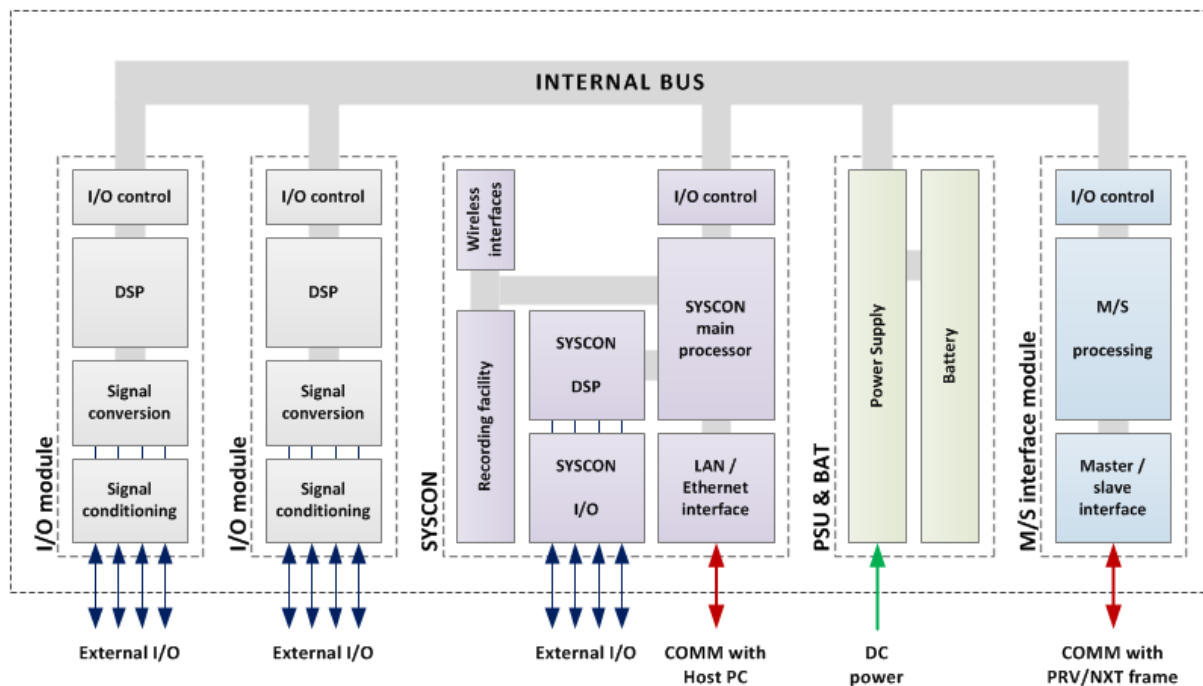 INTERNAL BUS
I/O module
I/O control
DSP
Signal
conversion
Signal
conditioning
External I/O
I/O module
I/O control
DSP
Signal
conversion
Signal
conditioning
External I/O
SYSCON
Wireless
interfaces
Recording facility
SYSCON
DSP
SYSCON
I/O
External I/O
I/O control
SYSCON
main
processor
LAN /
Ethernet
interface
COMM with
Host PC
PSU & BAT
Power Supply
Battery
DC
power
M/S interface module
I/O control
M/S
processing
Master /
slave
interface
COMM with
PRV/NXT frame